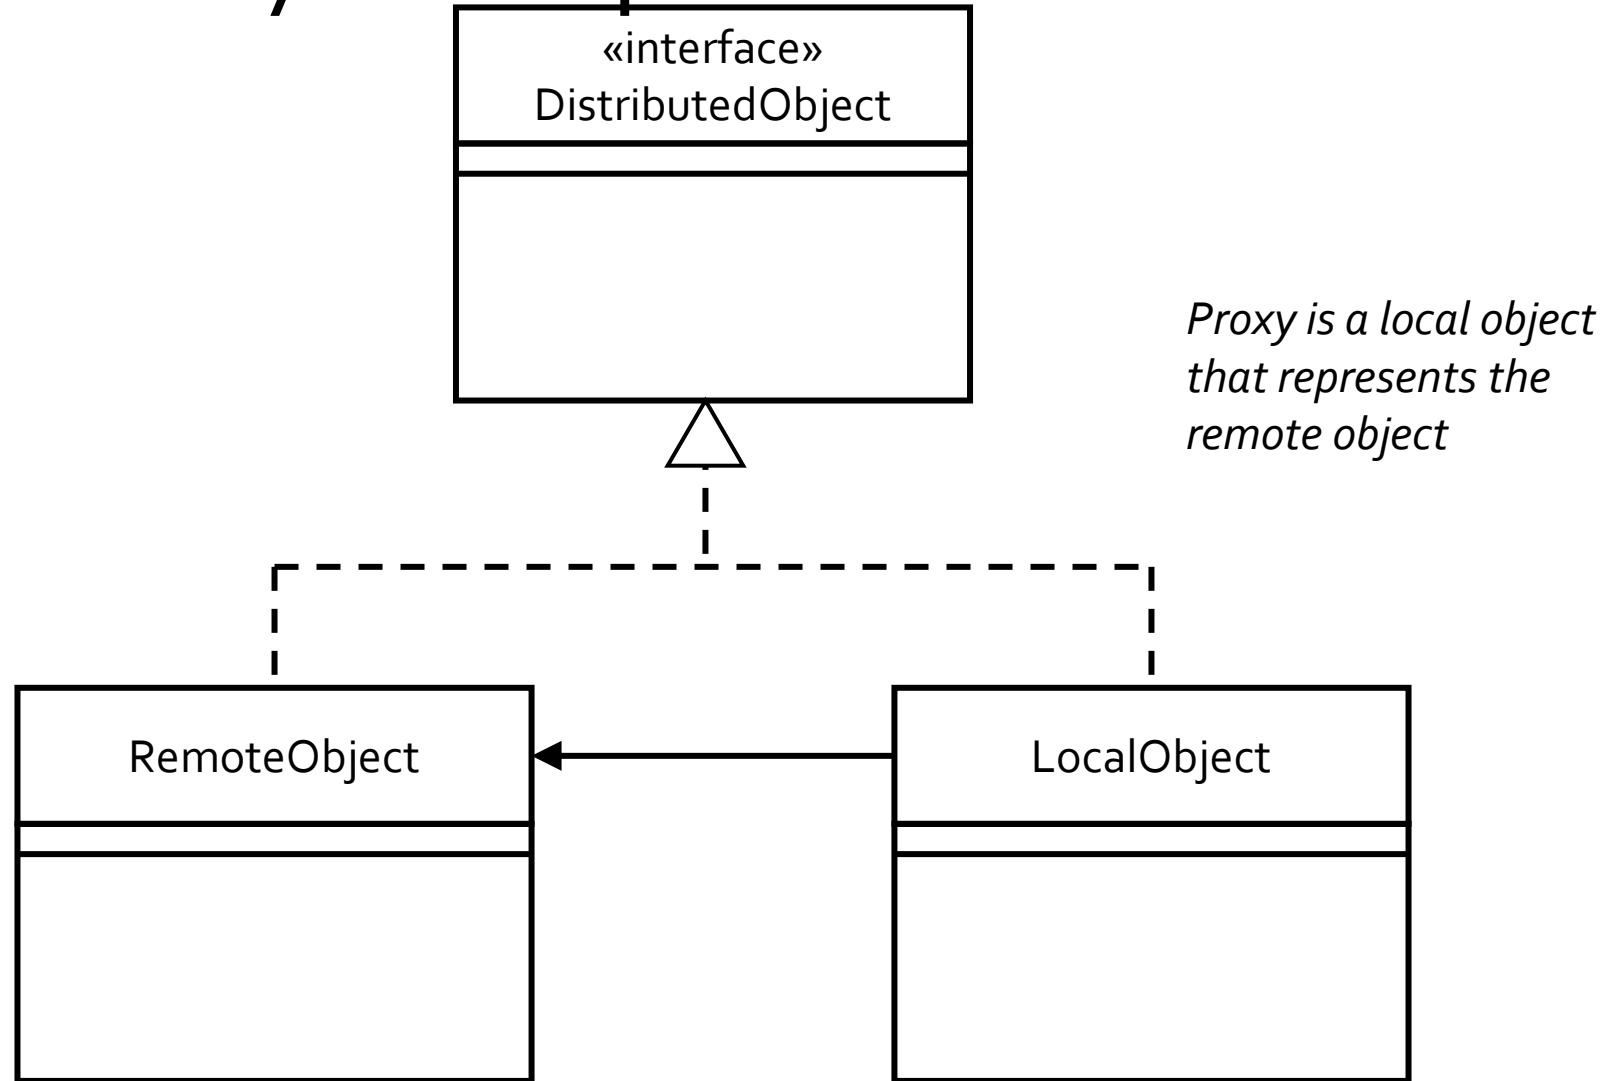 «interface»
DistributedObject
Proxy is a local object
that represents the
remote object
RemoteObject
LocalObject